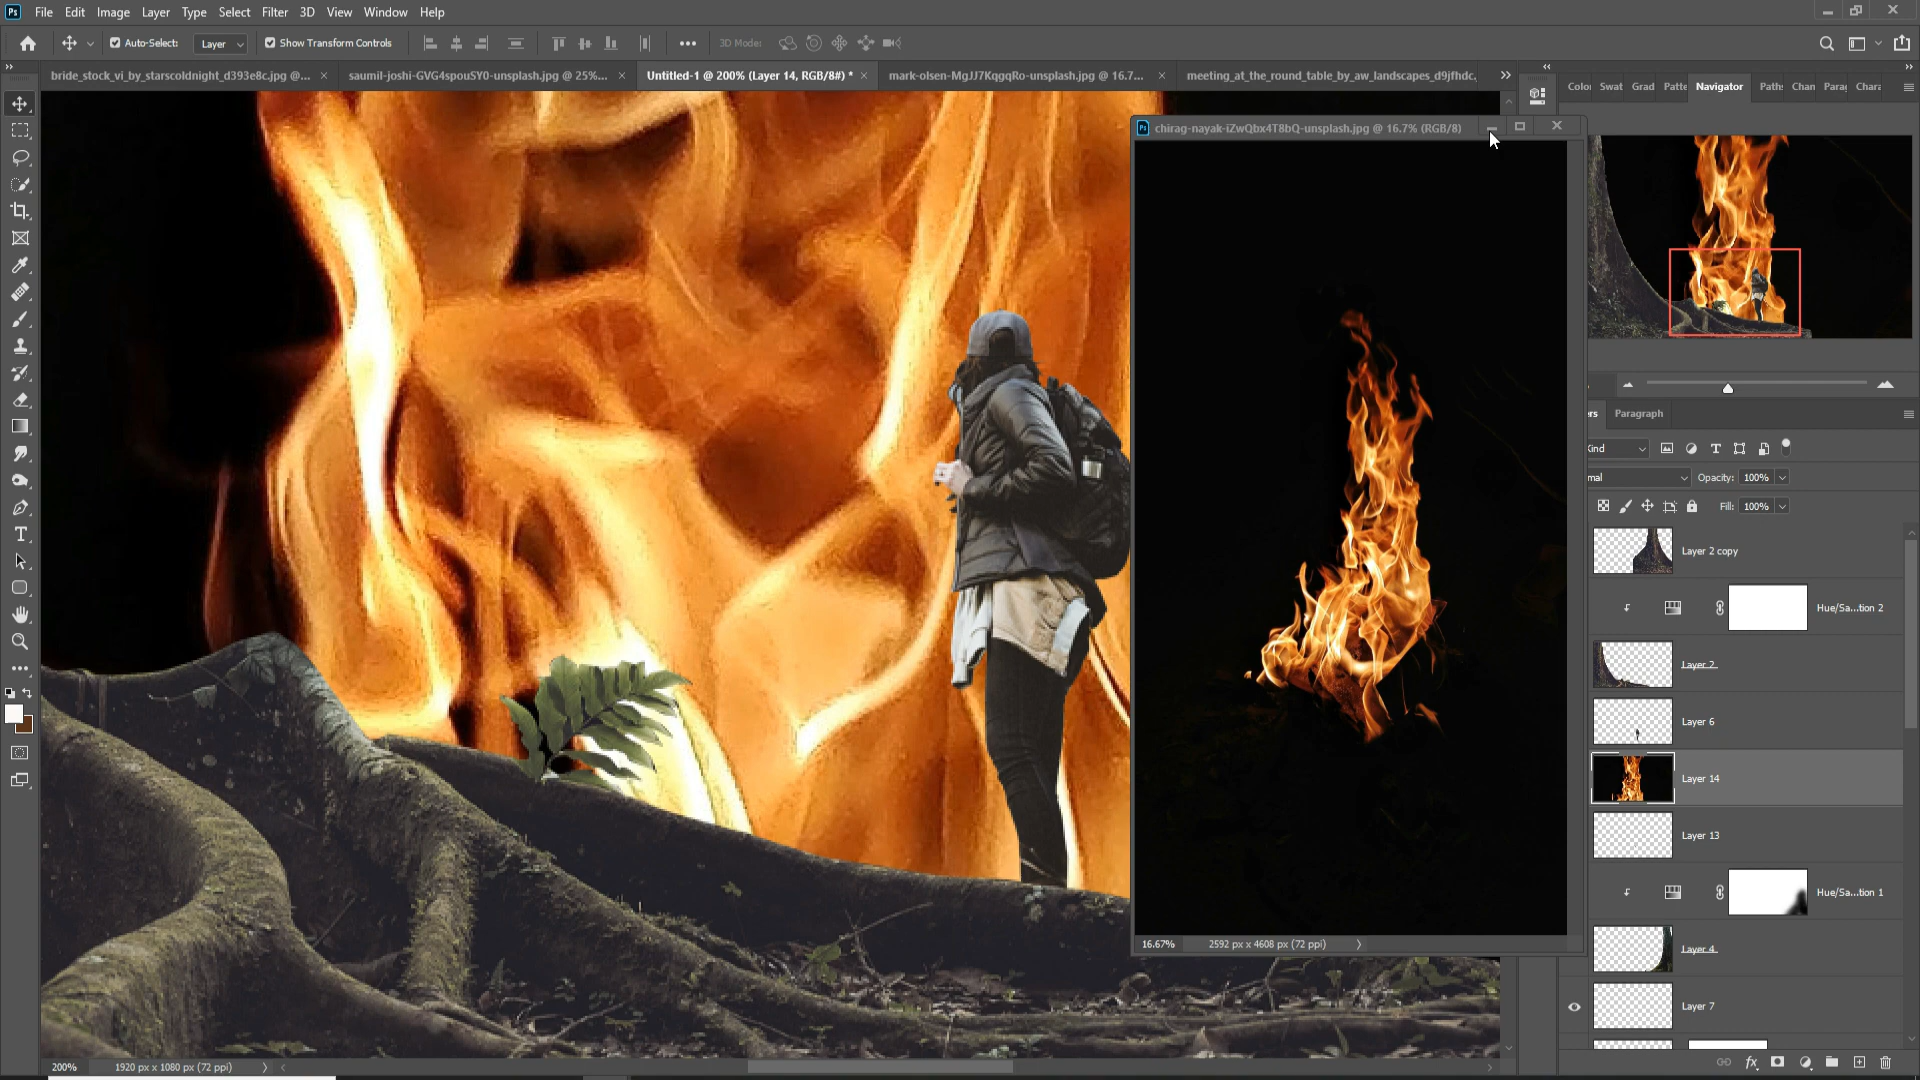 Ps File Edit Image Layer Type Select Filter 3D View Window Help
Auto-Select: Layer Show Transform Controls 3D Mode:
bride_stock_vi_by_starscoldnight_d393e8c.jpg @... saumil-joshi-GVG4spouSY0-unsplash.jpg @ 25%... Untitled-1 @ 200% (Layer 14, RGB/8#) * mark-olsen-MgJJ7KqgqRo-unsplash.jpg @ 16.7... meeting_at_the_round_table_by_aw_landscapes_d9jfhdc.
Color Swat Grad Patte Navigator Paths Chan Para Chara
Ps chirag-nayak-iZwQbx4T8bQ-unsplash.jpg @ 16.7% (RGB/8)
ers Paragraph
Kind
mal Opacity: 100%
Fill: 100%
Layer 2 copy
Hue/Sa...tion 2
Layer 2
Layer 6
Layer 14
Layer 13
Hue/Sa...tion 1
Layer 4
Layer 7
16.67% 2592 px x 4608 px (72 ppi)
200% 1920 px x 1080 px (72 ppi)
fx